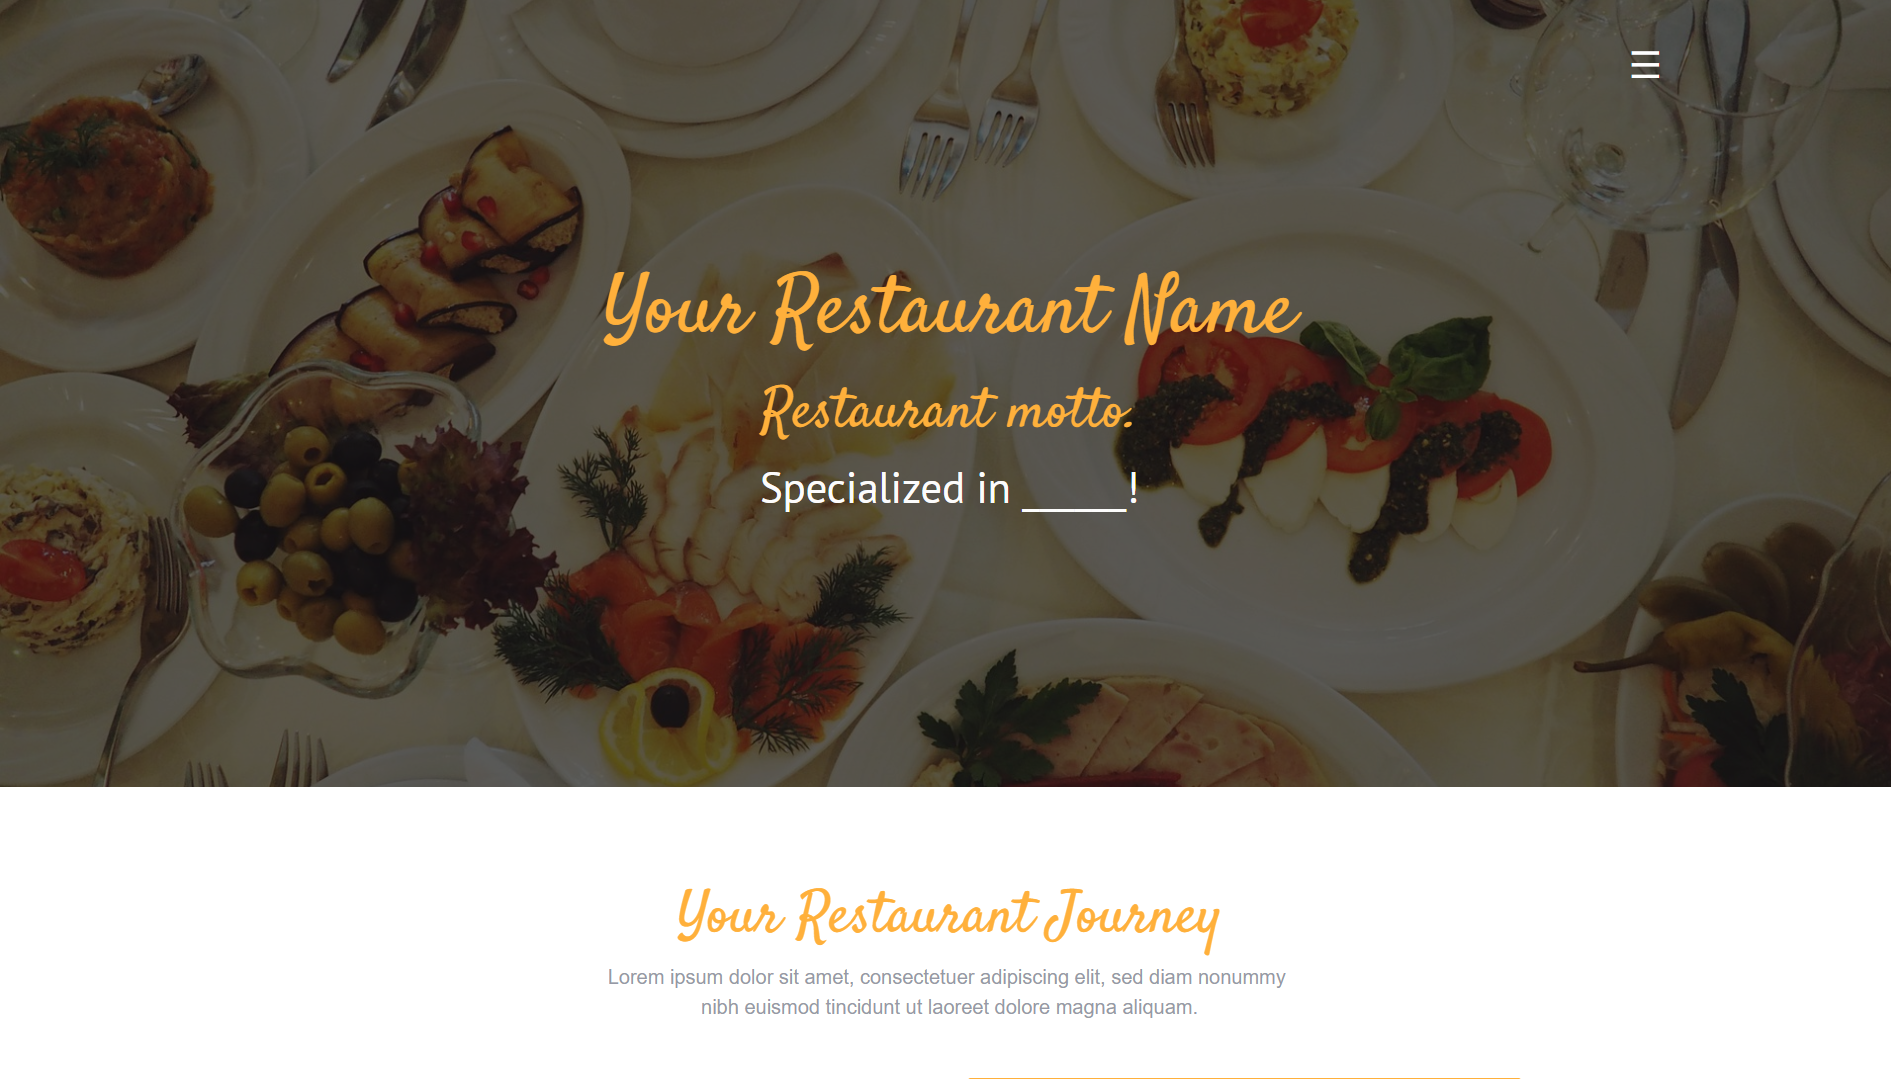 Your Restaurant Name
Restaurant motto.
Specialized in _____!
Your Restaurant Journey
Lorem ipsum dolor sit amet, consectetuer adipiscing elit, sed diam nonummy
nibh euismod tincidunt ut laoreet dolore magna aliquam.